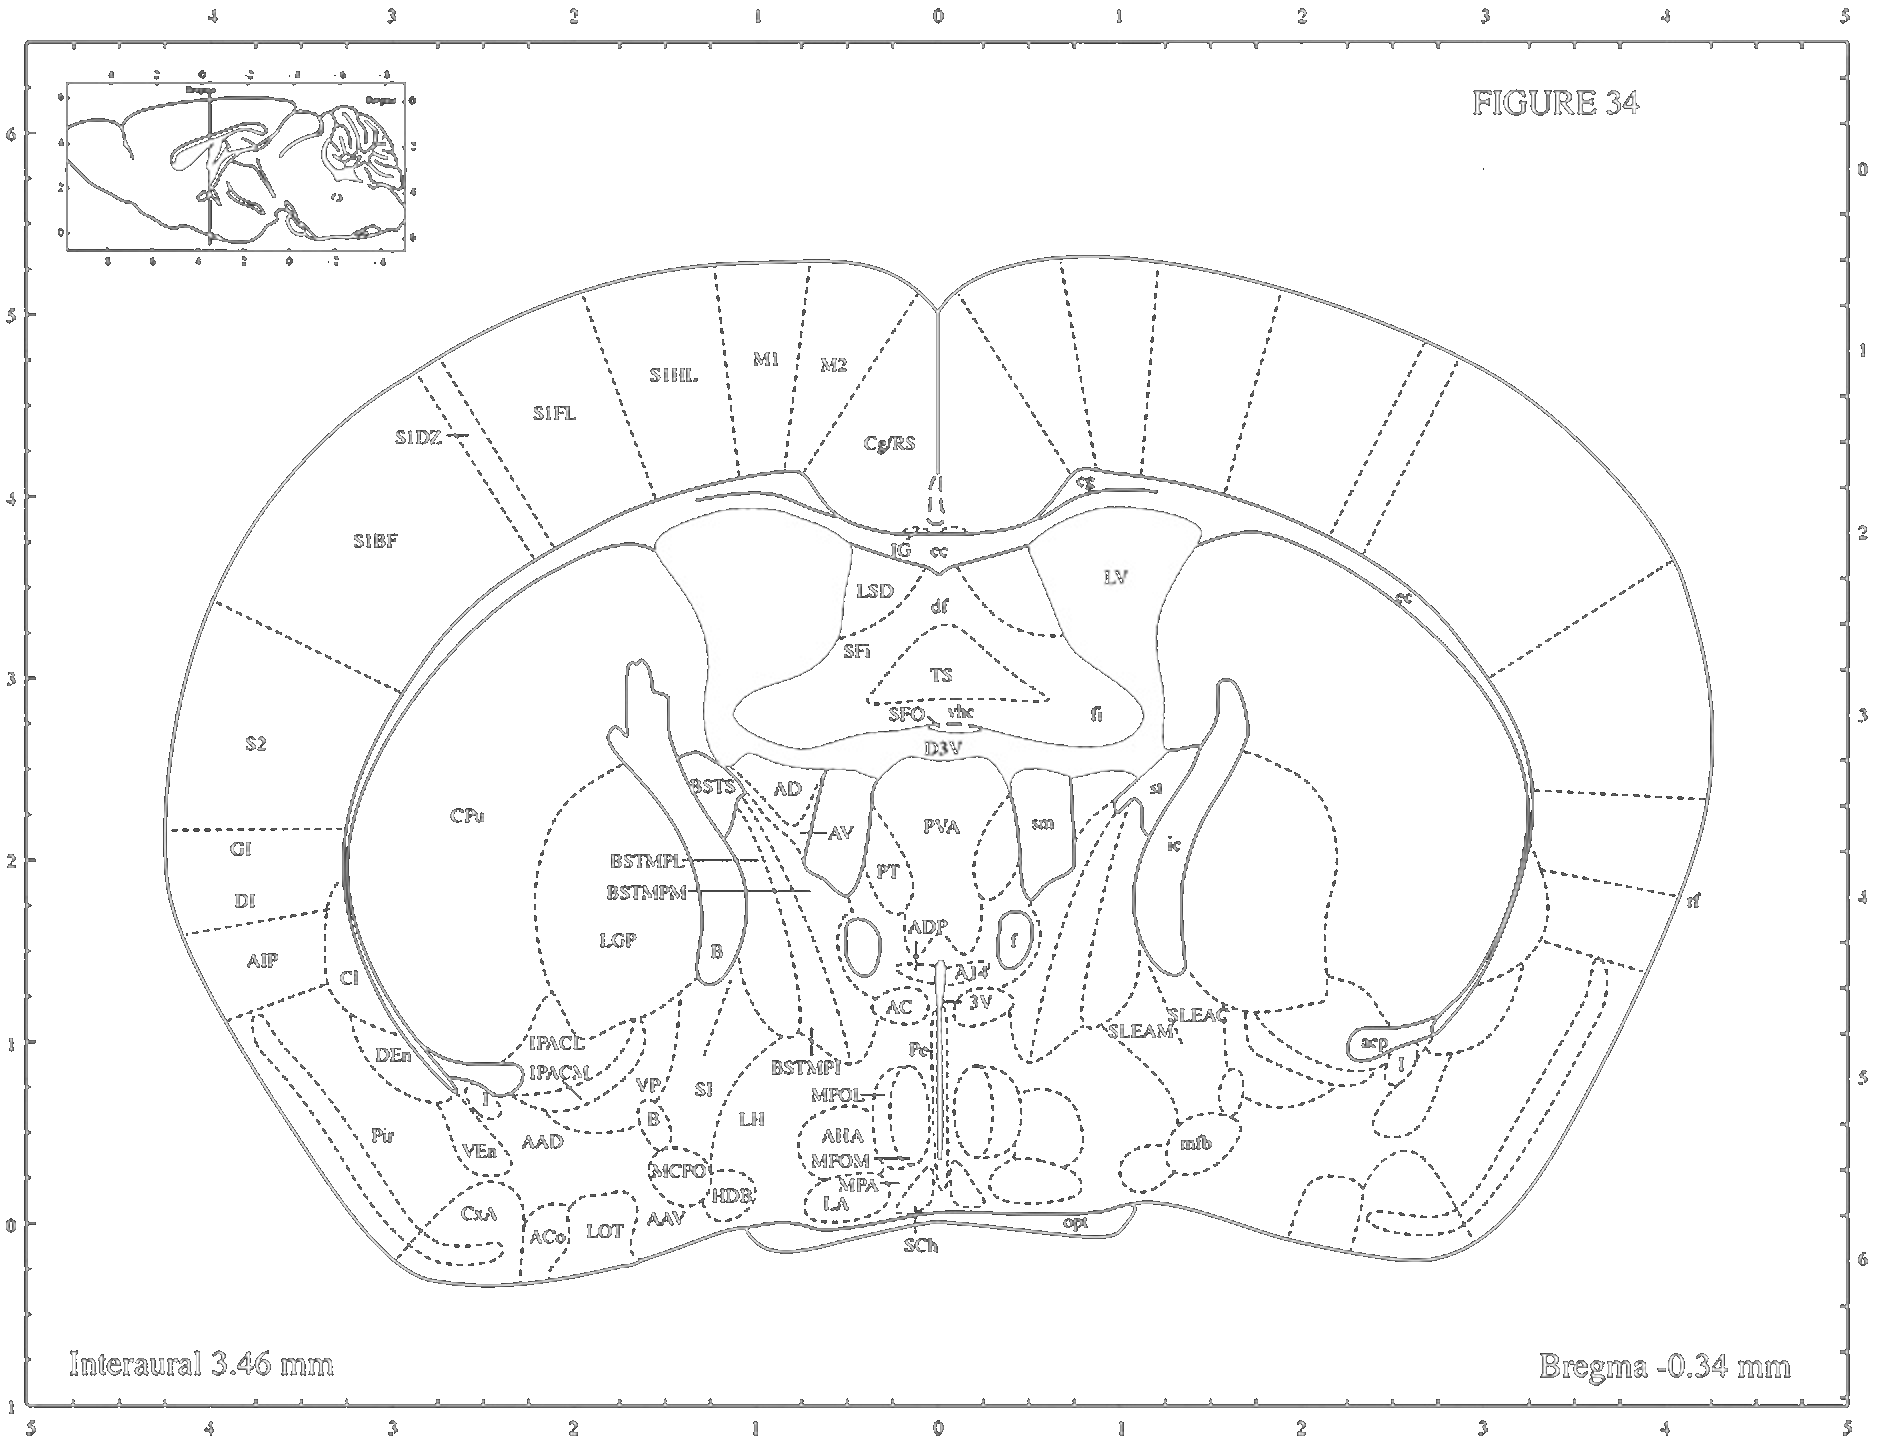 4 3 2 1 0 1 2 3 4 5
Bregma Bregma
FIGURE 34
6
5
4
3
2
1
0
1
0
1
2
3
4
5
6
M1
M2
S1HL
S1FL
S1DZ
Cg/RS
cg
S1BF
IG cc
LSD
LV
df
ec
SFi
TS
SFO vhc
fi
S2
D3V
BSTS
AD
st
CPu
AV
PVA
sm
GI
BSTMPL
PT
ic
BSTMPM
DI
rf
ADP
LGP
B
f
AIP
CI
A14
AC
3V
SLEAC
SLEAM
IPACL
acp
DEn
Pe
BSTMPI
I
IPACM
I
VP
SI
MPOL
LH
B
Pir
AHA
mfb
VEn
AAD
MPOM
MCPO
MPA
HDB
LA
CxA
AAV
opt
ACo
LOT
SCh
Interaural 3.46 mm
Bregma -0.34 mm
5 4 3 2 1 0 1 2 3 4 5